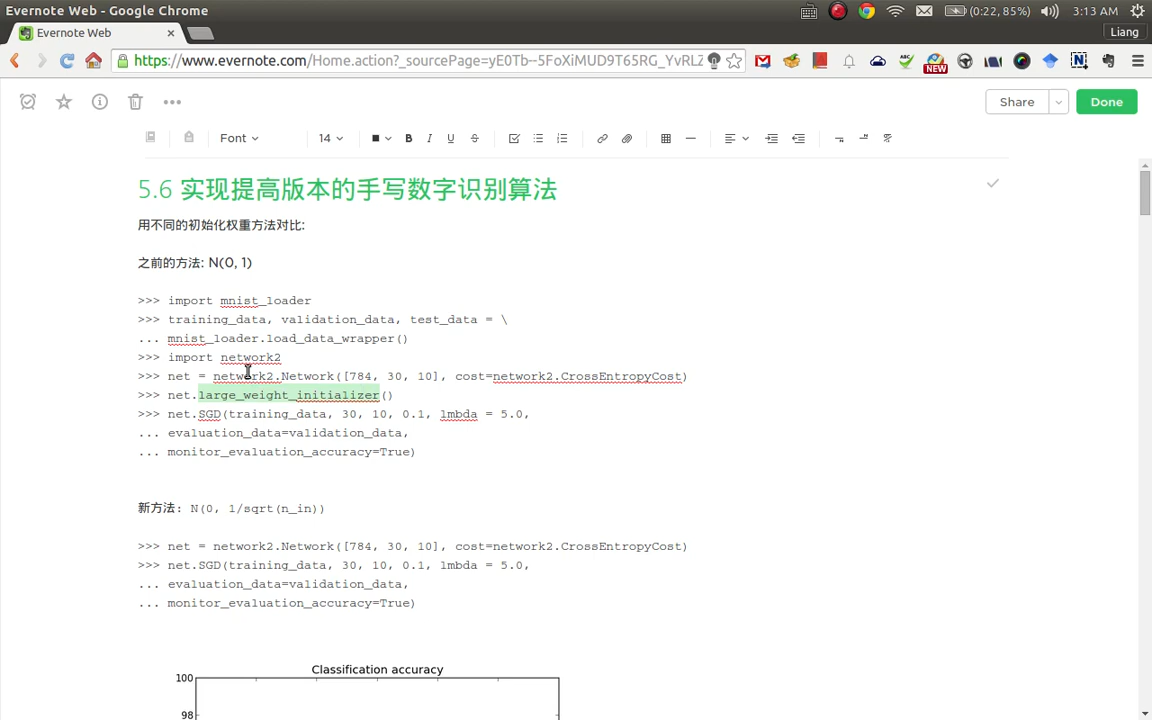 Evernote Web - Google Chrome
(0:22, 85%)
3:13 AM
Evernote Web
Liang
https://www.evernote.com/Home.action?_sourcePage=yE0Tb--5FoXiMUD9T65RG_YvRLZ
NEW
Share
Done
Font
14
5.6 实现提高版本的手写数字识别算法
用不同的初始化权重方法对比:
之前的方法: N(0, 1)
>>> import mnist_loader
>>> training_data, validation_data, test_data = \
... mnist_loader.load_data_wrapper()
>>> import network2
>>> net = network2.Network([784, 30, 10], cost=network2.CrossEntropyCost)
>>> net.large_weight_initializer()
>>> net.SGD(training_data, 30, 10, 0.1, lmbda = 5.0,
... evaluation_data=validation_data,
... monitor_evaluation_accuracy=True)
新方法: N(0, 1/sqrt(n_in))
>>> net = network2.Network([784, 30, 10], cost=network2.CrossEntropyCost)
>>> net.SGD(training_data, 30, 10, 0.1, lmbda = 5.0,
... evaluation_data=validation_data,
... monitor_evaluation_accuracy=True)
Classification accuracy
100
98